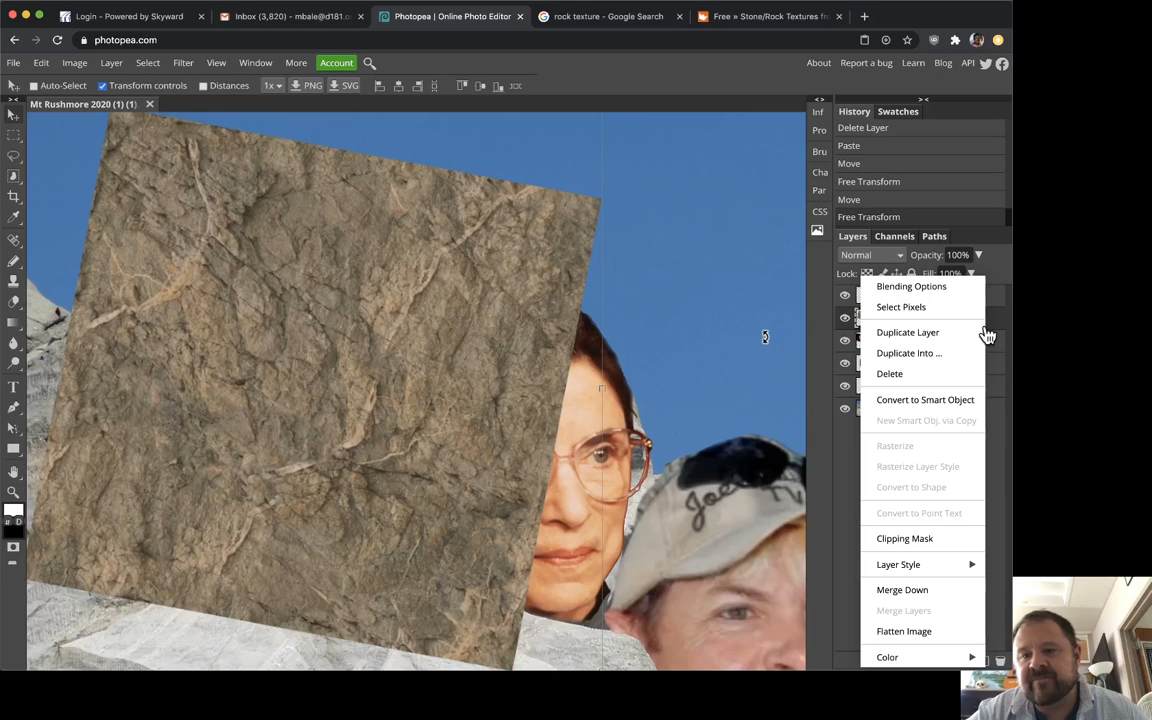 Login - Powered by Skyward
Inbox (3,820) - mbale@d181.o
Photopea | Online Photo Editor
rock texture - Google Search
Free » Stone/Rock Textures fro
photopea.com
File Edit Image Layer Select Filter View Window More Account
About Report a bug Learn Blog API
Auto-Select Transform controls Distances 1x PNG SVG
Mt Rushmore 2020 (1) (1)
History Swatches
Delete Layer
Paste
Move
Free Transform
Move
Free Transform
Inf
Pro
Bru
Cha
Par
CSS
Layers Channels Paths
Normal Opacity: 100%
Lock: Fill: 100%
Blending Options
Select Pixels
Duplicate Layer
Duplicate Into ...
Delete
Convert to Smart Object
New Smart Obj. via Copy
Rasterize
Rasterize Layer Style
Convert to Shape
Convert to Point Text
Clipping Mask
Layer Style
Merge Down
Merge Layers
Flatten Image
Color
D